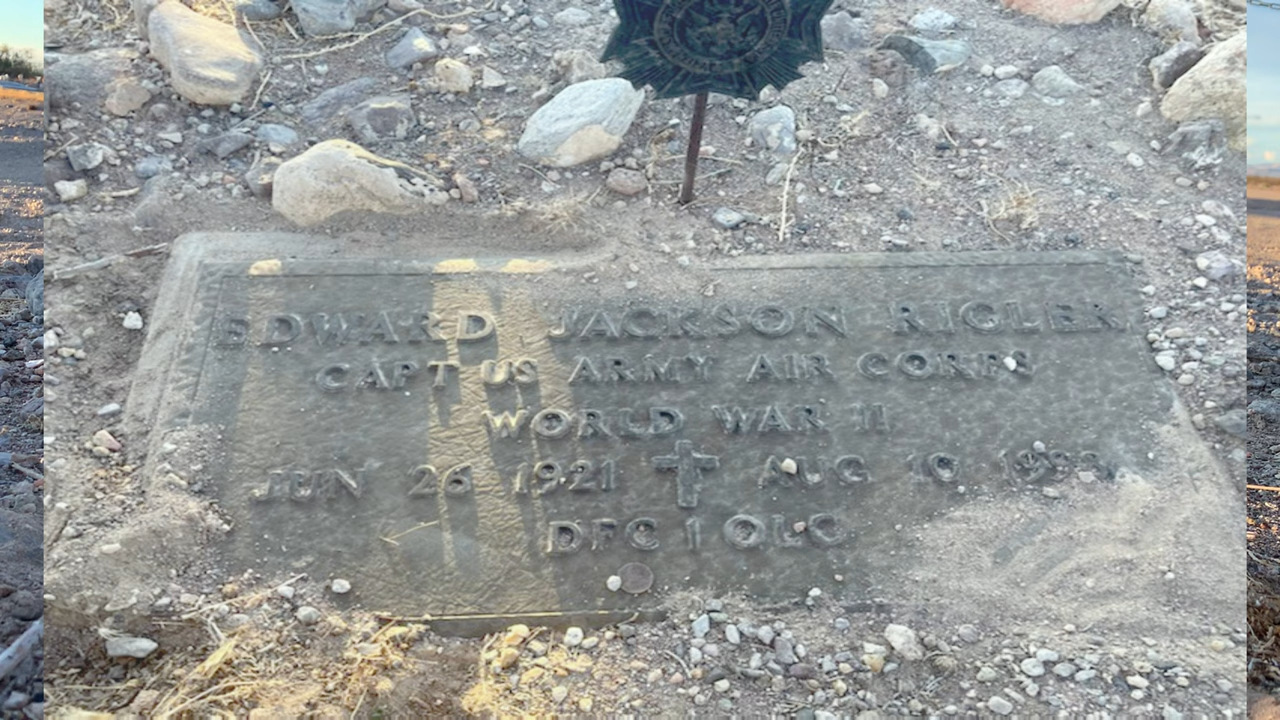 EDWARD JACKSON RIGLER
CAPT US ARMY AIR CORPS
WORLD WAR II
JUN 26 1921 AUG 10
DFC 1 OLC